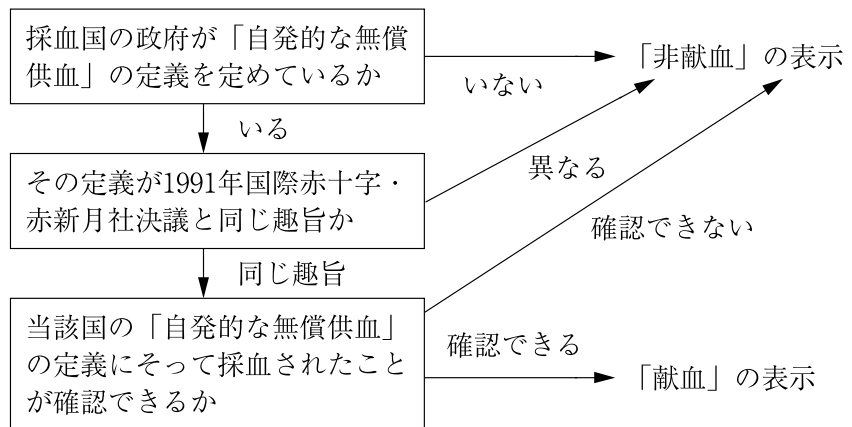 採血国の政府が「自発的な無償
供血」の定義を定めているか
いない
「非献血」の表示
いる
その定義が1991年国際赤十字・
赤新月社決議と同じ趣旨か
異なる
確認できない
同じ趣旨
当該国の「自発的な無償供血」
の定義にそって採血されたこと
が確認できるか
確認できる
「献血」の表示